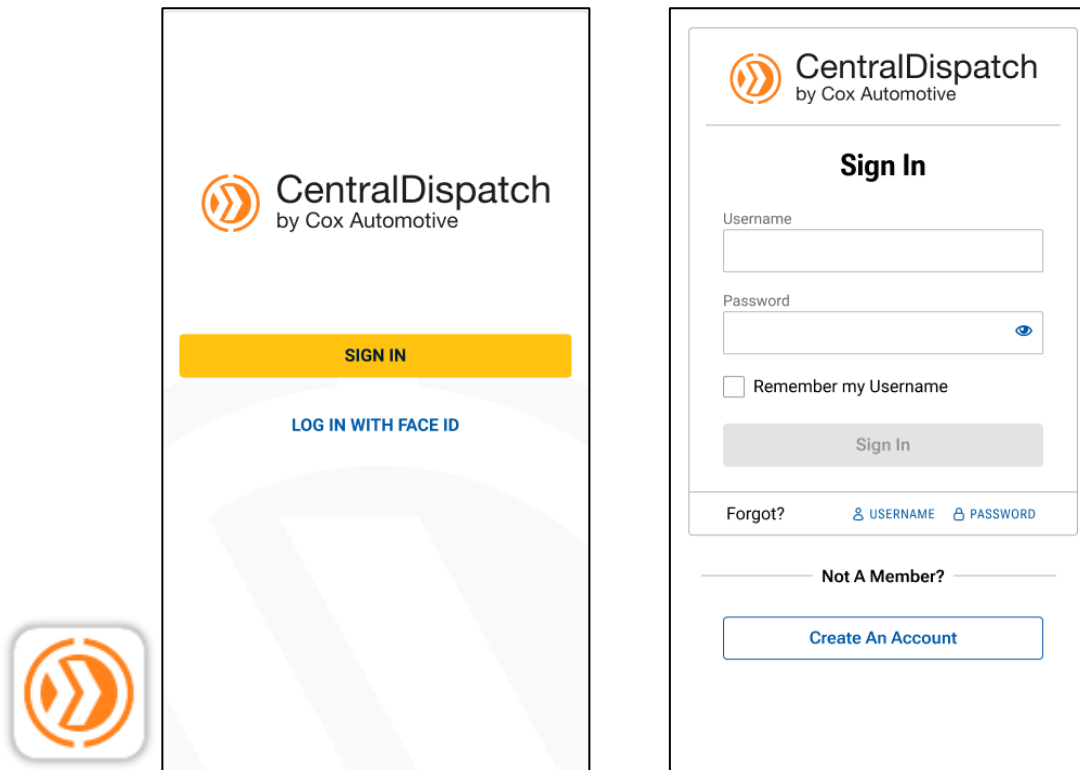 CentralDispatch
by Cox Automotive
SIGN IN
LOG IN WITH FACE ID
CentralDispatch
by Cox Automotive
Sign In
Username
Password
Remember my Username
Sign In
Forgot? USERNAME PASSWORD
Not A Member?
Create An Account